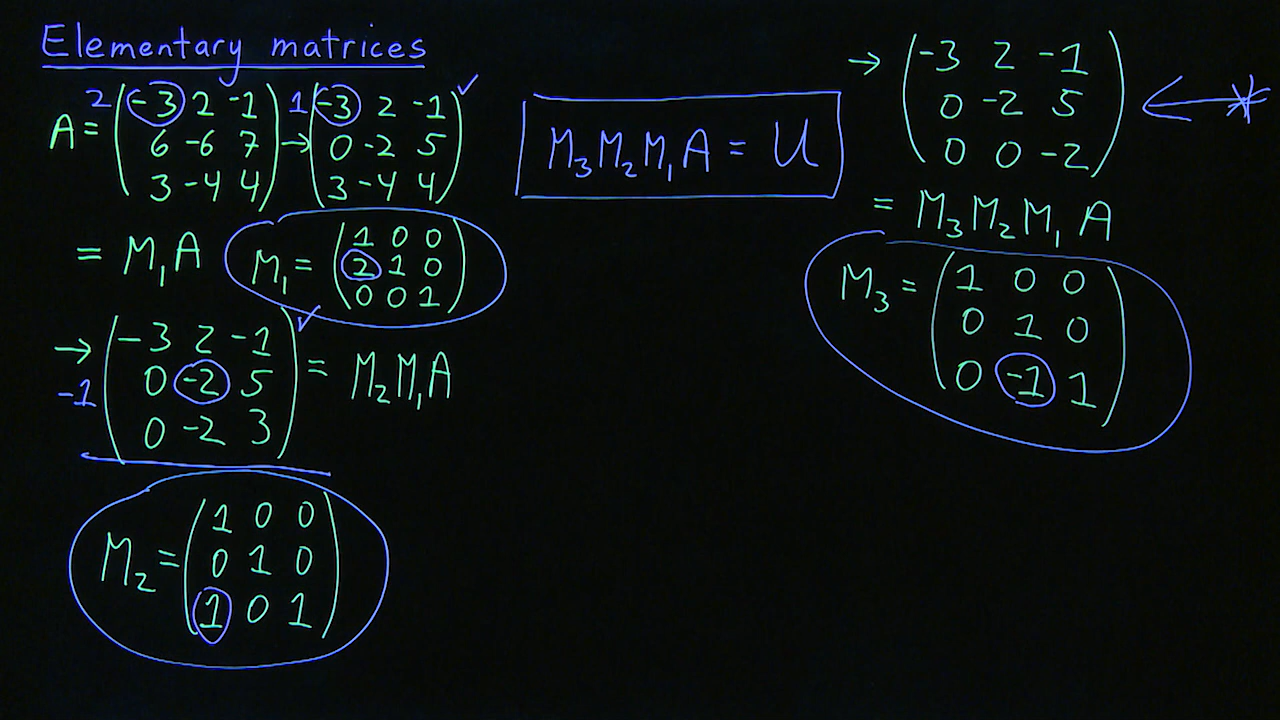 Elementary matrices
A = 2 ( -3 2 -1 ) 1 ( -3 2 -1 ) ✓
6 -6 7 → 0 -2 5
3 -4 4 3 -4 4
= M₁A M₁ = ( 1 0 0 )
2 1 0
0 0 1
→ ( -3 2 -1 ) ✓
-1 0 -2 5 = M₂M₁A
0 -2 3
M₂ = ( 1 0 0 )
0 1 0
1 0 1
M₃M₂M₁A = U
→ ( -3 2 -1 )
0 -2 5
0 0 -2
= M₃M₂M₁A
M₃ = ( 1 0 0 )
0 1 0
0 -1 1